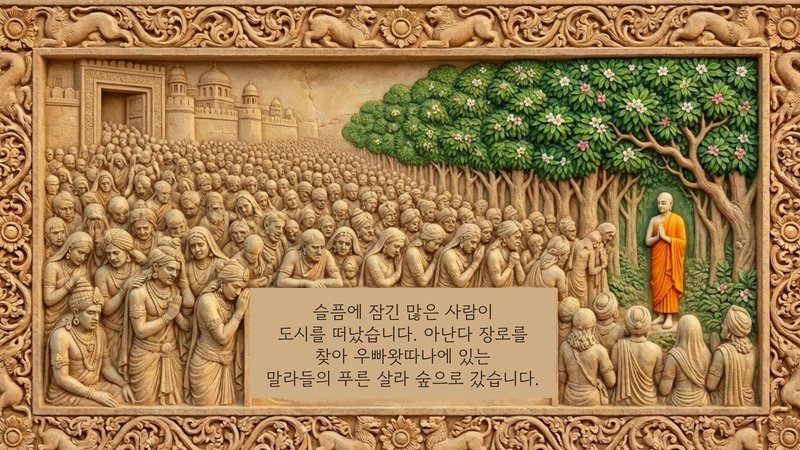 슬픔에 잠긴 많은 사람이
도시를 떠났습니다. 아난다 장로를
찾아 우빠왓따나에 있는
말라들의 푸른 살라 숲으로 갔습니다.